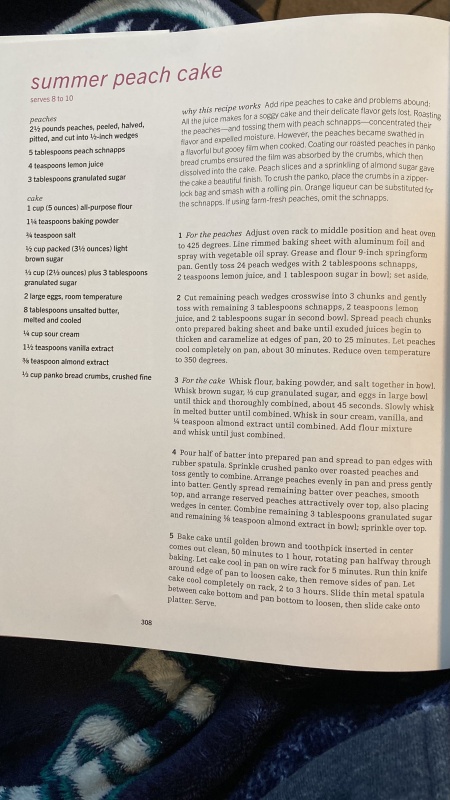 summer peach cake
serves 8 to 10
peaches
2½ pounds peaches, peeled, halved,
pitted, and cut into ½-inch wedges
5 tablespoons peach schnapps
4 teaspoons lemon juice
3 tablespoons granulated sugar
cake
1 cup (5 ounces) all-purpose flour
1¼ teaspoons baking powder
¾ teaspoon salt
½ cup packed (3½ ounces) light
brown sugar
⅓ cup (2⅓ ounces) plus 3 tablespoons
granulated sugar
2 large eggs, room temperature
8 tablespoons unsalted butter,
melted and cooled
¼ cup sour cream
1½ teaspoons vanilla extract
⅜ teaspoon almond extract
⅓ cup panko bread crumbs, crushed fine
why this recipe works Add ripe peaches to cake and problems abound:
All the juice makes for a soggy cake and their delicate flavor gets lost. Roasting
the peaches—and tossing them with peach schnapps—concentrated their
flavor and expelled moisture. However, the peaches became swathed in
a flavorful but gooey film when cooked. Coating our roasted peaches in panko
bread crumbs ensured the film was absorbed by the crumbs, which then
dissolved into the cake. Peach slices and a sprinkling of almond sugar gave
the cake a beautiful finish. To crush the panko, place the crumbs in a zipper-
lock bag and smash with a rolling pin. Orange liqueur can be substituted for
the schnapps. If using farm-fresh peaches, omit the schnapps.
1 For the peaches Adjust oven rack to middle position and heat oven
to 425 degrees. Line rimmed baking sheet with aluminum foil and
spray with vegetable oil spray. Grease and flour 9-inch springform
pan. Gently toss 24 peach wedges with 2 tablespoons schnapps,
2 teaspoons lemon juice, and 1 tablespoon sugar in bowl; set aside.
2 Cut remaining peach wedges crosswise into 3 chunks and gently
toss with remaining 3 tablespoons schnapps, 2 teaspoons lemon
juice, and 2 tablespoons sugar in second bowl. Spread peach chunks
onto prepared baking sheet and bake until exuded juices begin to
thicken and caramelize at edges of pan, 20 to 25 minutes. Let peaches
cool completely on pan, about 30 minutes. Reduce oven temperature
to 350 degrees.
3 For the cake Whisk flour, baking powder, and salt together in bowl.
Whisk brown sugar, ⅓ cup granulated sugar, and eggs in large bowl
until thick and thoroughly combined, about 45 seconds. Slowly whisk
in melted butter until combined. Whisk in sour cream, vanilla, and
¼ teaspoon almond extract until combined. Add flour mixture
and whisk until just combined.
4 Pour half of batter into prepared pan and spread to pan edges with
rubber spatula. Sprinkle crushed panko over roasted peaches and
toss gently to combine. Arrange peaches evenly in pan and press gently
into batter. Gently spread remaining batter over peaches, smooth
top, and arrange reserved peaches attractively over top, also placing
wedges in center. Combine remaining 3 tablespoons granulated sugar
and remaining ⅛ teaspoon almond extract in bowl; sprinkle over top.
5 Bake cake until golden brown and toothpick inserted in center
comes out clean, 50 minutes to 1 hour, rotating pan halfway through
baking. Let cake cool in pan on wire rack for 5 minutes. Run thin knife
around edge of pan to loosen cake, then remove sides of pan. Let
cake cool completely on rack, 2 to 3 hours. Slide thin metal spatula
between cake bottom and pan bottom to loosen, then slide cake onto
platter. Serve.
308